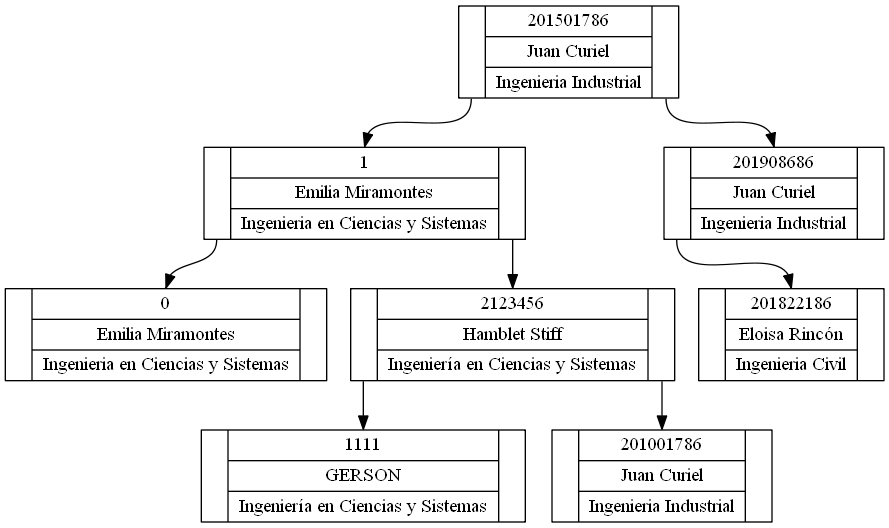 201501786
Juan Curiel
Ingenieria Industrial
1
Emilia Miramontes
Ingenieria en Ciencias y Sistemas
201908686
Juan Curiel
Ingenieria Industrial
0
Emilia Miramontes
Ingenieria en Ciencias y Sistemas
2123456
Hamblet Stiff
Ingeniería en Ciencias y Sistemas
201822186
Eloisa Rincón
Ingenieria Civil
1111
GERSON
Ingeniería en Ciencias y Sistemas
201001786
Juan Curiel
Ingenieria Industrial